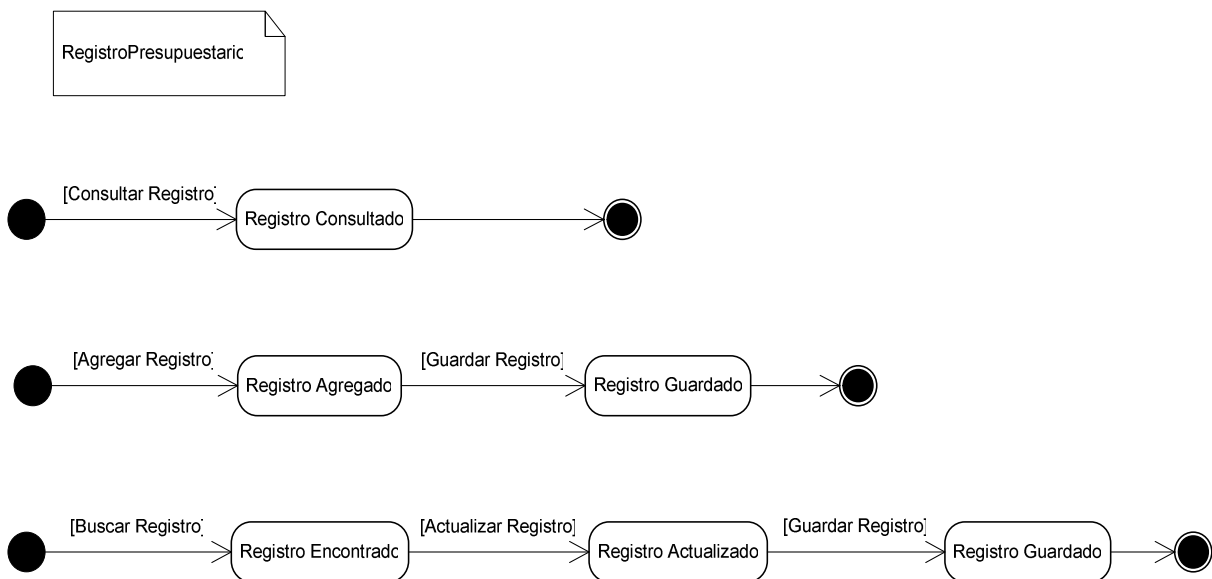 RegistroPresupuestario
[Consultar Registro]
Registro Consultado
[Agregar Registro]
Registro Agregado
[Guardar Registro]
Registro Guardado
[Buscar Registro]
Registro Encontrado
[Actualizar Registro]
Registro Actualizado
[Guardar Registro]
Registro Guardado